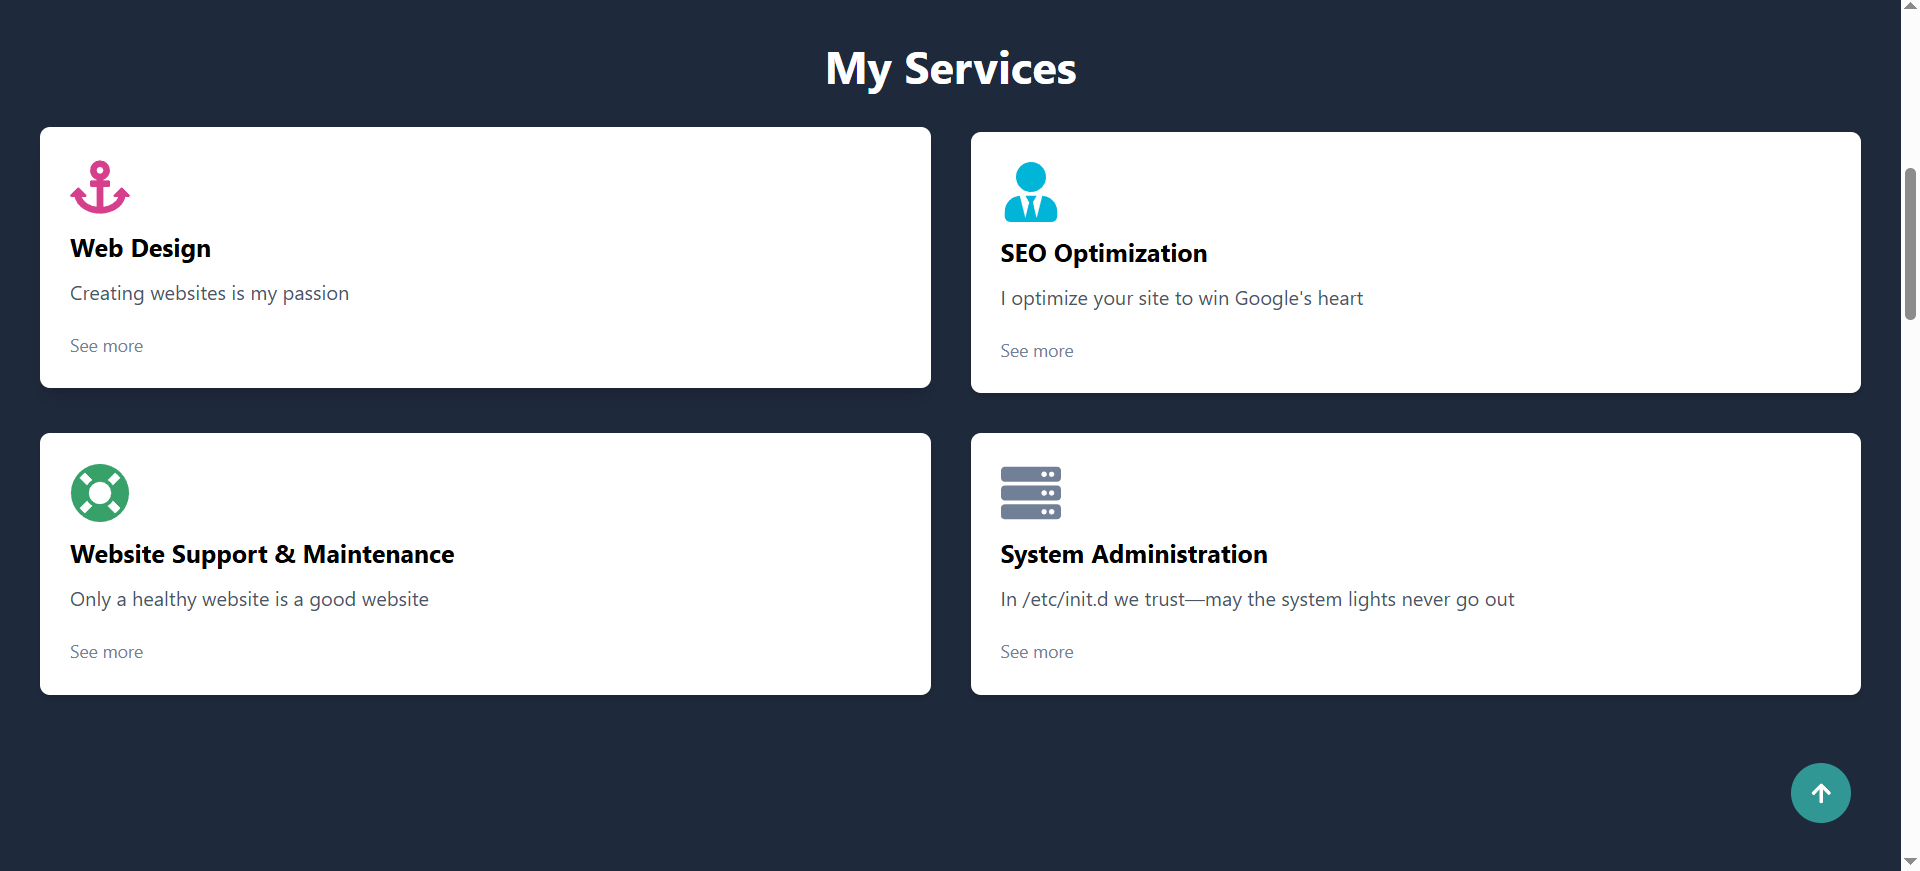 My Services
Web Design
Creating websites is my passion
See more
SEO Optimization
I optimize your site to win Google's heart
See more
Website Support & Maintenance
Only a healthy website is a good website
See more
System Administration
In /etc/init.d we trust—may the system lights never go out
See more